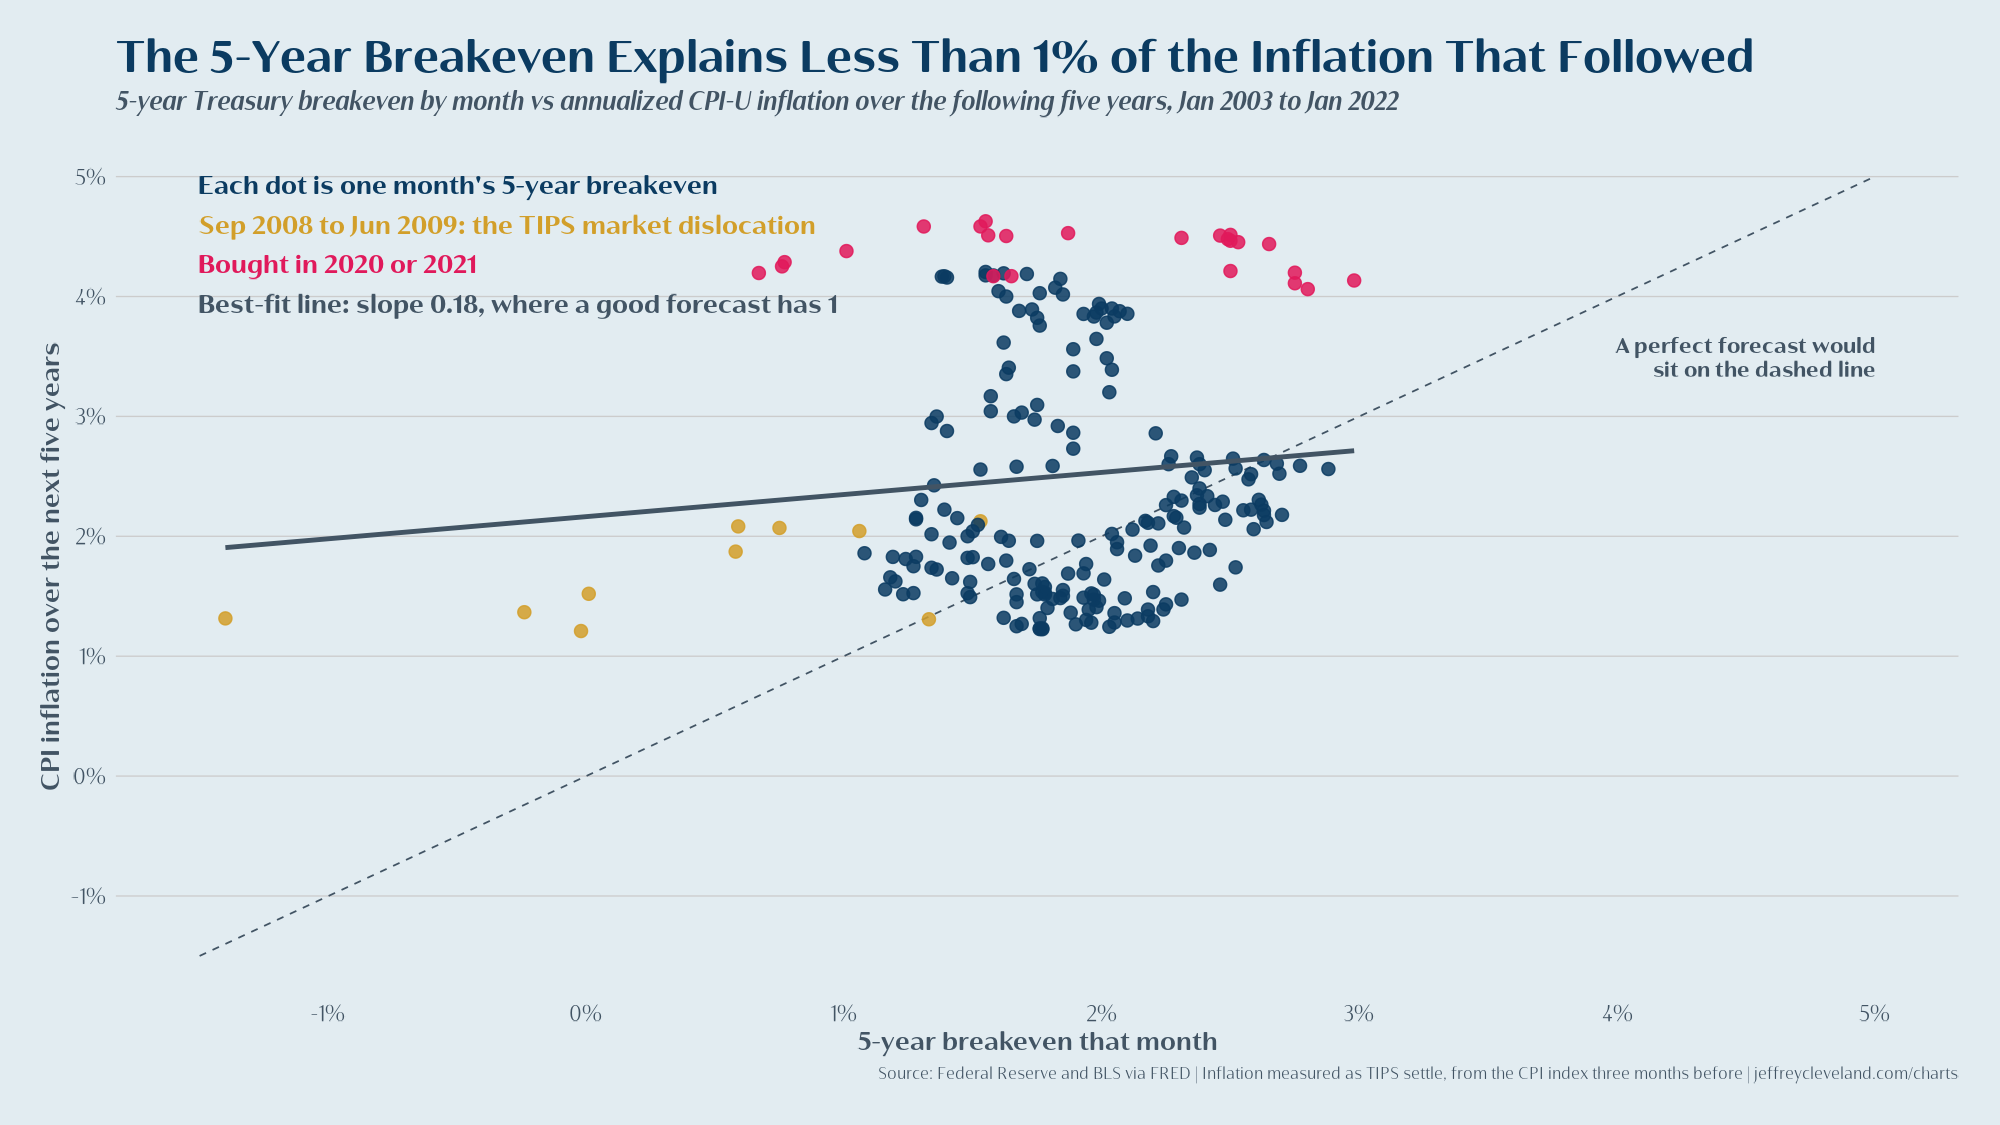 The 5-Year Breakeven Explains Less Than 1% of the Inflation That Followed
5-year Treasury breakeven by month vs annualized CPI-U inflation over the following five years, Jan 2003 to Jan 2022
5%
Each dot is one month's 5-year breakeven
Sep 2008 to Jun 2009: the TIPS market dislocation
Bought in 2020 or 2021
4%
Best-fit line: slope 0.18, where a good forecast has 1
A perfect forecast would
sit on the dashed line
CPI inflation over the next five years
3%
2%
1%
0%
-1%
-1%
0%
1%
2%
3%
4%
5%
5-year breakeven that month
Source: Federal Reserve and BLS via FRED | Inflation measured as TIPS settle, from the CPI index three months before | jeffreycleveland.com/charts